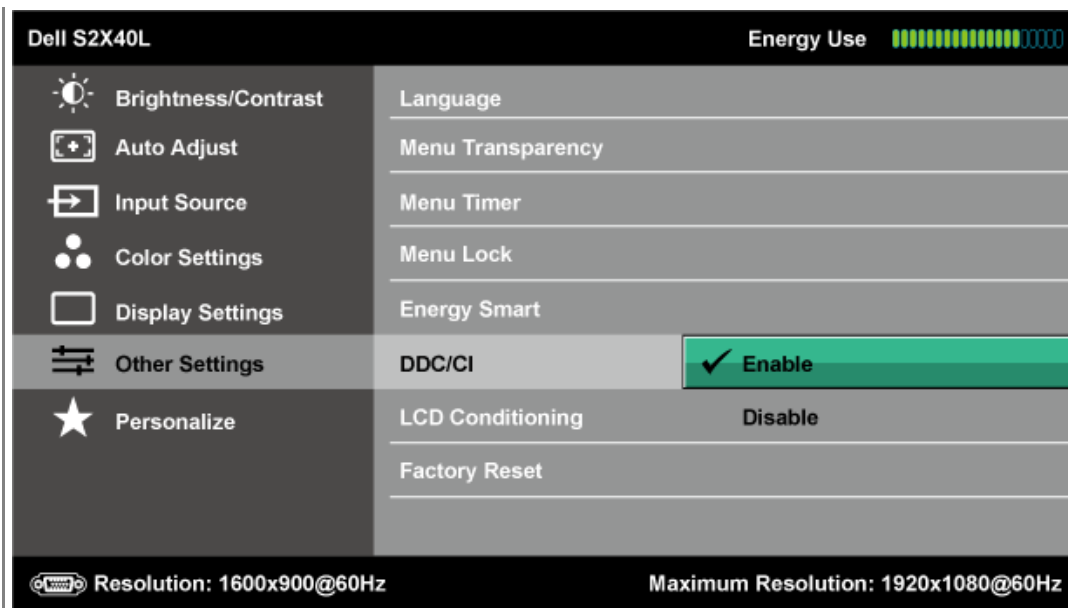 Dell S2X40L
Energy Use
Brightness/Contrast
Auto Adjust
Input Source
Color Settings
Display Settings
Other Settings
Personalize
Language
Menu Transparency
Menu Timer
Menu Lock
Energy Smart
DDC/CI
LCD Conditioning
Factory Reset
Enable
Disable
Resolution: 1600x900@60Hz
Maximum Resolution: 1920x1080@60Hz